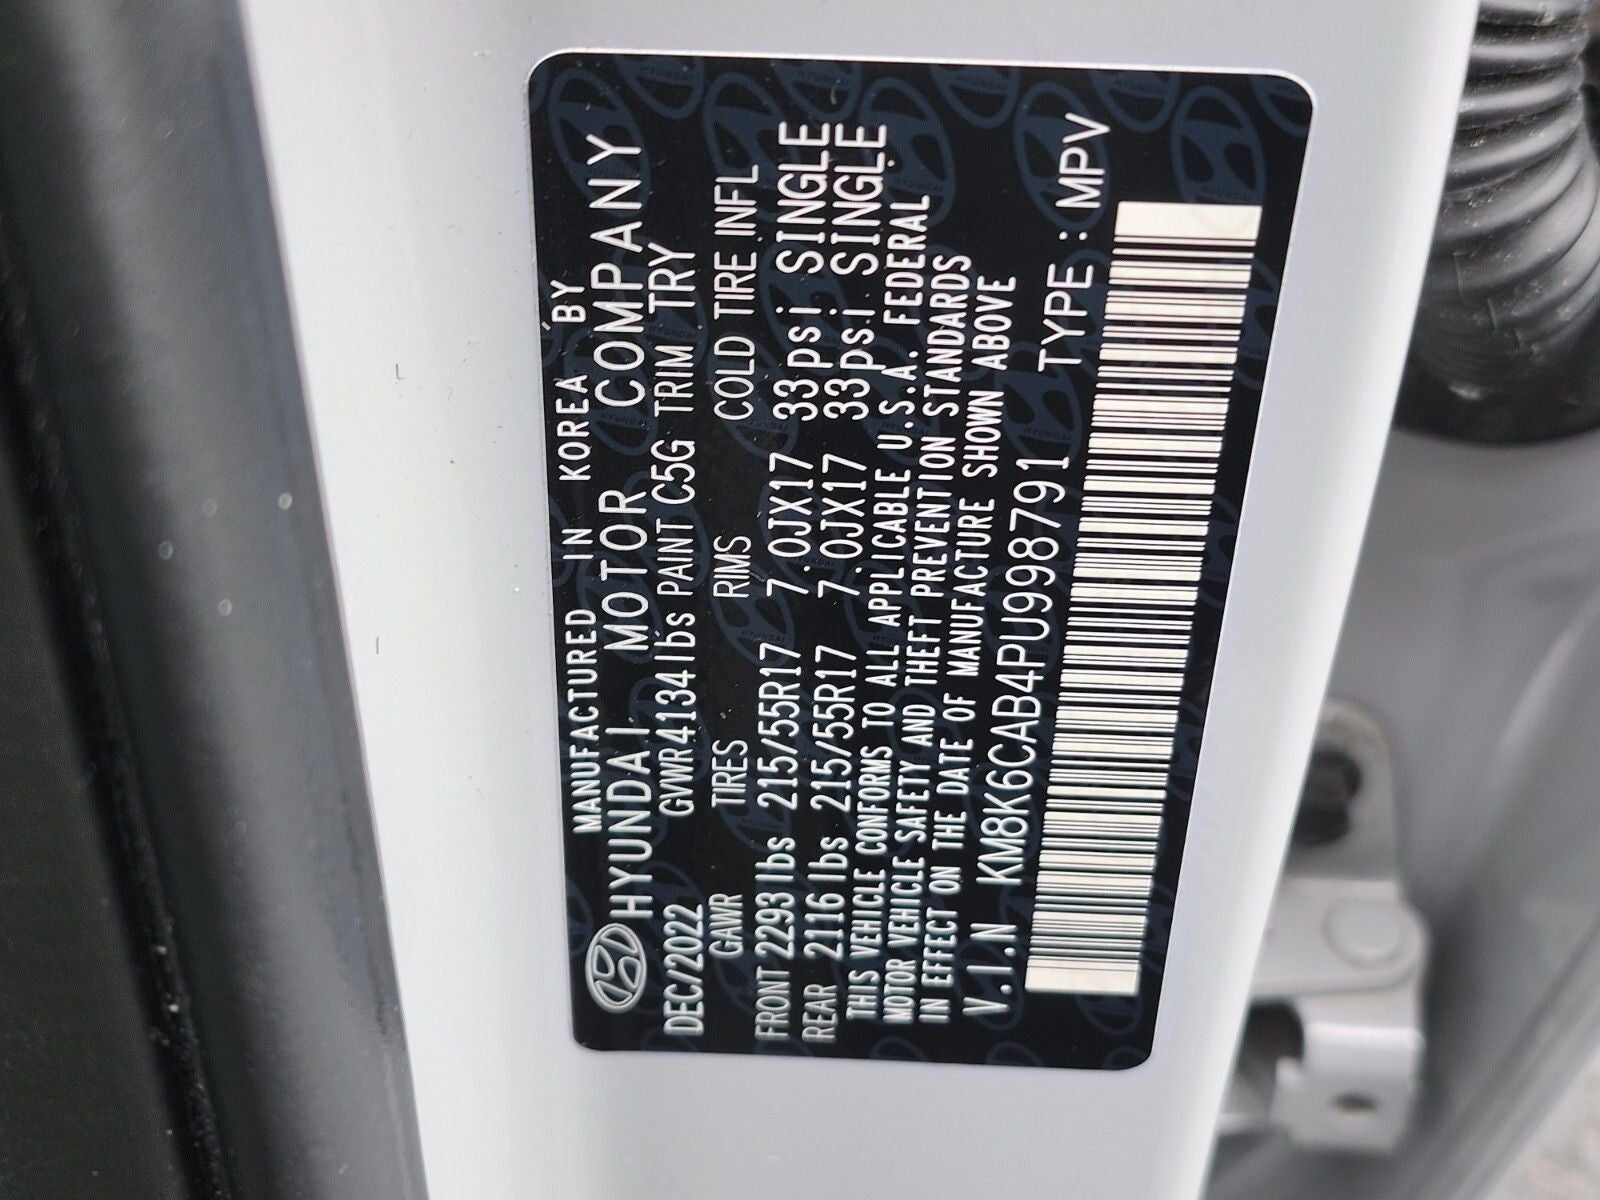 MANUFACTURED IN KOREA BY
HYUNDAI MOTOR COMPANY
DEC/2022 GVWR4134lbs PAINT C5G TRIM TRY
GAWR TIRES RIMS COLD TIRE INFL
FRONT 2293lbs 215/55R17 7.0JX17 33psi SINGLE
REAR 2116lbs 215/55R17 7.0JX17 33psi SINGLE
THIS VEHICLE CONFORMS TO ALL APPLICABLE U.S.A. FEDERAL
MOTOR VEHICLE SAFETY AND THEFT PREVENTION STANDARDS
IN EFFECT ON THE DATE OF MANUFACTURE SHOWN ABOVE
V.I.N KM8K6CAB4PU998791 TYPE:MPV